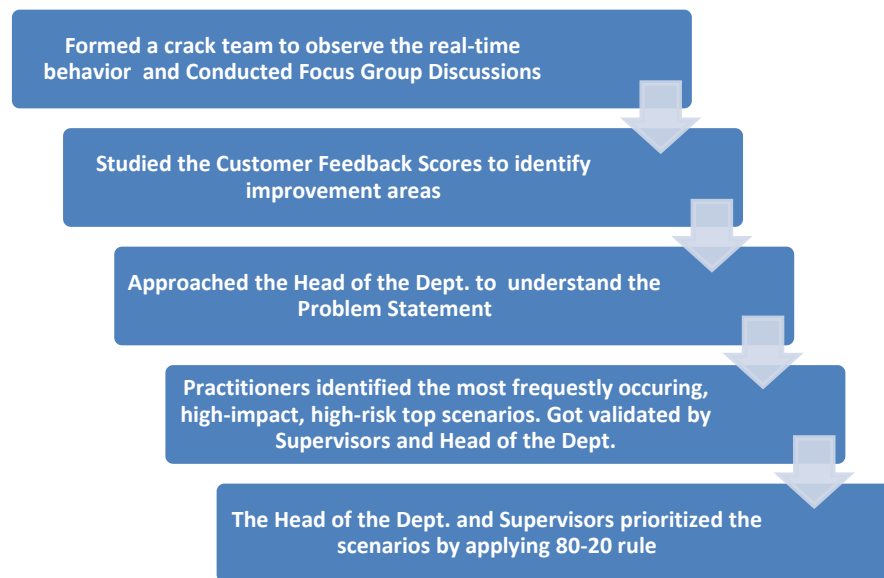 Formed a crack team to observe the real-time
behavior and Conducted Focus Group Discussions
Studied the Customer Feedback Scores to identify
improvement areas
Approached the Head of the Dept. to understand the
Problem Statement
Practitioners identified the most frequestly occuring,
high-impact, high-risk top scenarios. Got validated by
Supervisors and Head of the Dept.
The Head of the Dept. and Supervisors prioritized the
scenarios by applying 80-20 rule